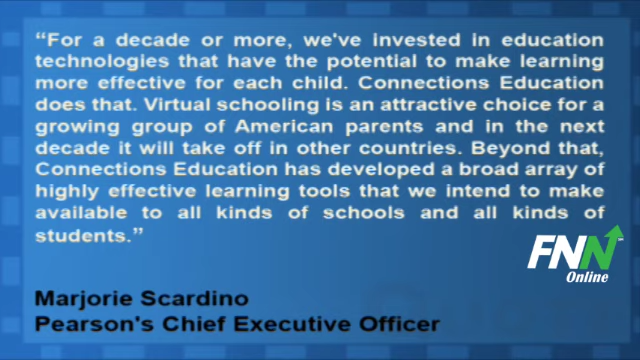 “For a decade or more, we've invested in education
technologies that have the potential to make learning
more effective for each child. Connections Education
does that. Virtual schooling is an attractive choice for a
growing group of American parents and in the next
decade it will take off in other countries. Beyond that,
Connections Education has developed a broad array of
highly effective learning tools that we intend to make
available to all kinds of schools and all kinds of
students.”
FNN
Online
Marjorie Scardino
Pearson's Chief Executive Officer